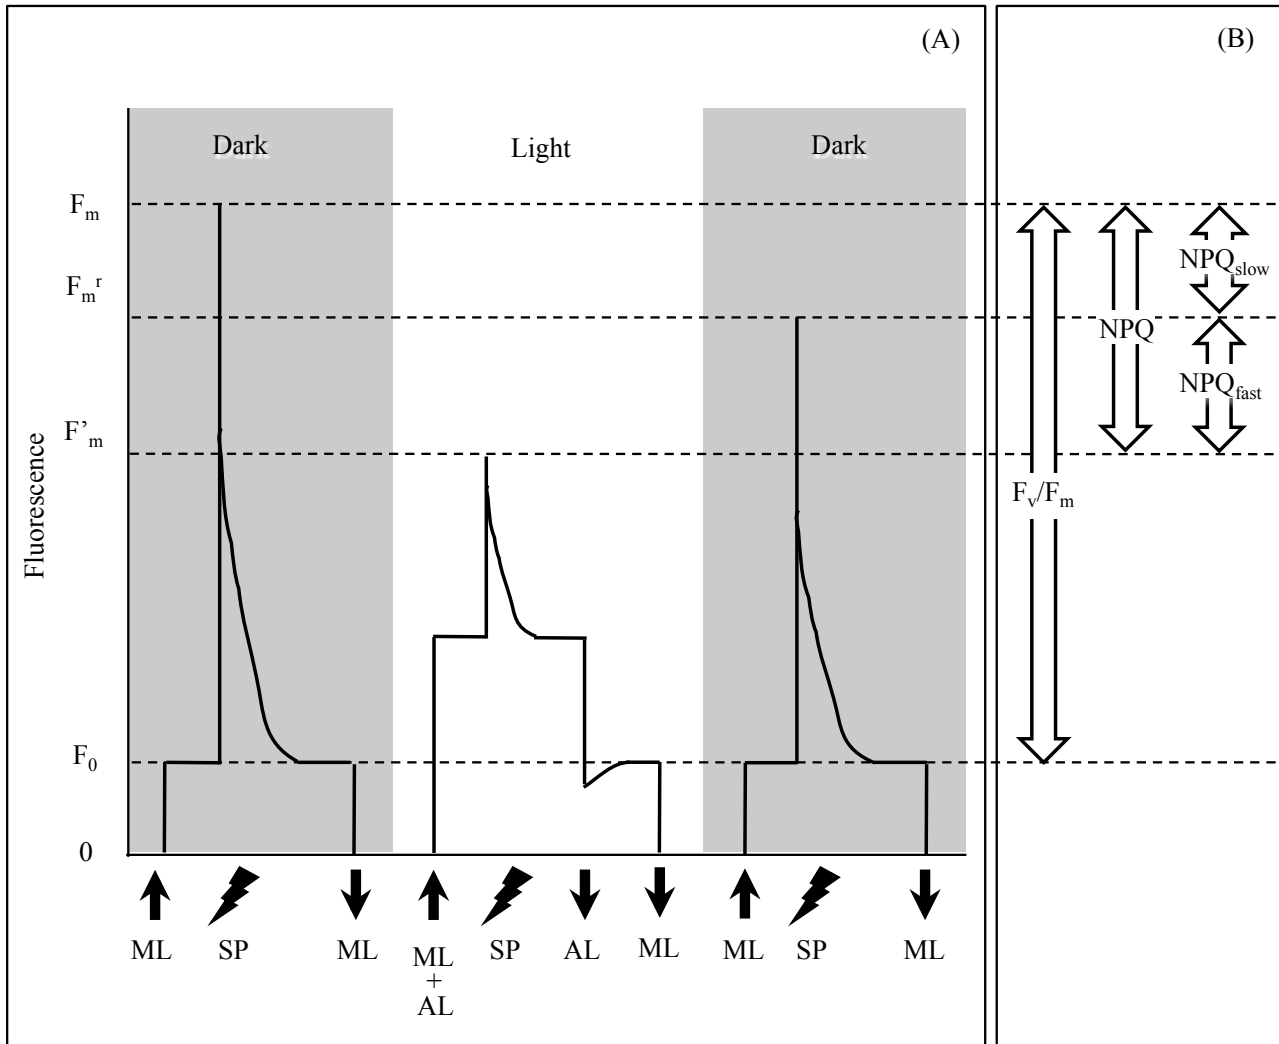 (A)
(B)
Dark
Light
Dark
Fₘ
Fₘʳ
F’ₘ
F₀
0
Fluorescence
NPQslow
NPQ
NPQfast
Fᵥ/Fₘ
ML
SP
ML
ML
+
AL
SP
AL
ML
ML
SP
ML